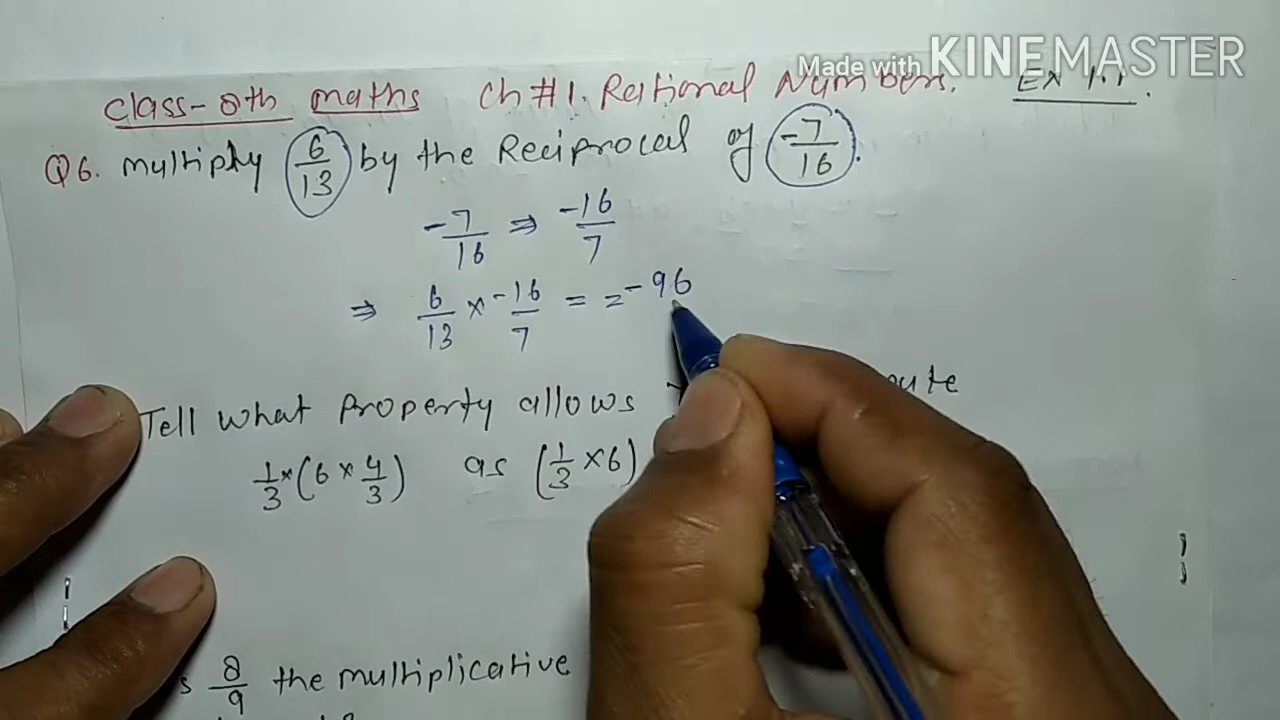 Made with KINEMASTER
Class-8th maths Ch#1. Rational Numbers. Ex 1.1.
Q6. Multiply 6/13 by the Reciprocal of -7/16.
-7/16 ⇒ -16/7
⇒ 6/13 × -16/7 = = -96
Tell what Property allows
1/3 × (6 × 4/3) as (1/3 × 6)
8/9 the multiplicative